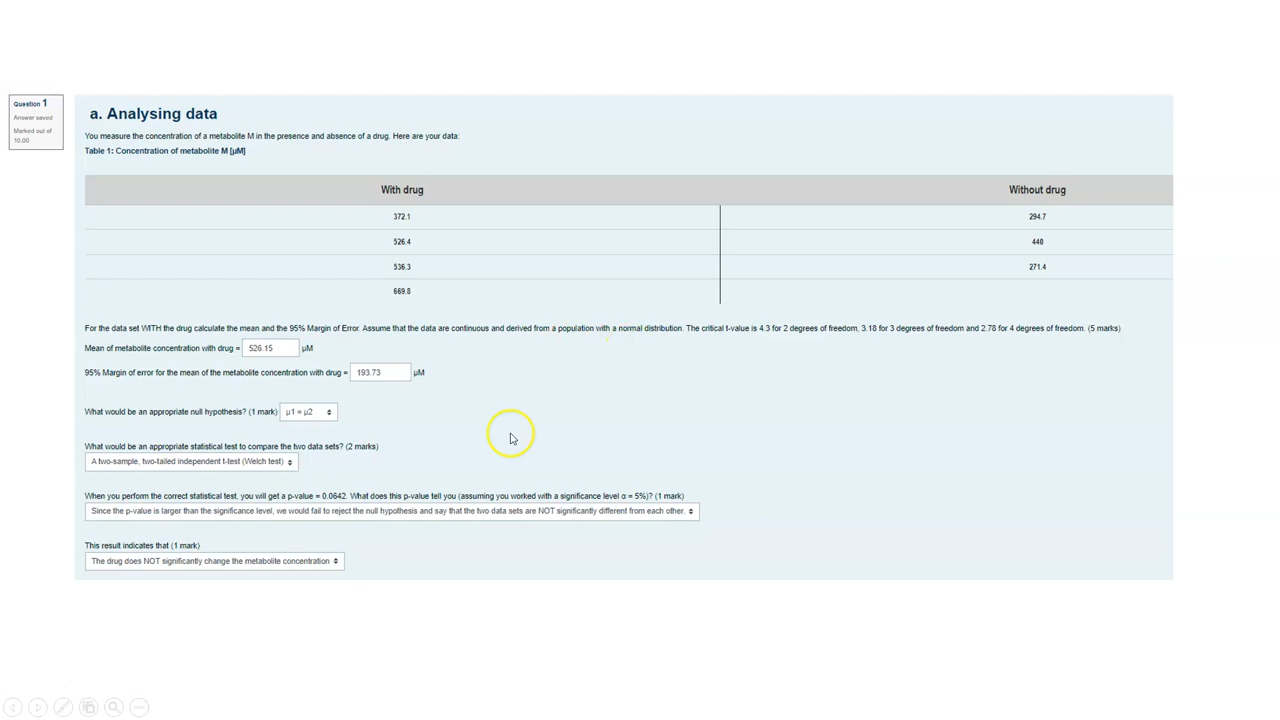 Question 1
Answer saved
Marked out of
10.00
a. Analysing data
You measure the concentration of a metabolite M in the presence and absence of a drug. Here are your data:
Table 1: Concentration of metabolite M [µM]
With drug Without drug
372.1 294.7
526.4 440
536.3 271.4
669.8
For the data set WITH the drug calculate the mean and the 95% Margin of Error. Assume that the data are continuous and derived from a population with a normal distribution. The critical t-value is 4.3 for 2 degrees of freedom, 3.18 for 3 degrees of freedom and 2.78 for 4 degrees of freedom. (5 marks)
Mean of metabolite concentration with drug = 526.15 µM
95% Margin of error for the mean of the metabolite concentration with drug = 193.73 µM
What would be an appropriate null hypothesis? (1 mark) µ1 = µ2
What would be an appropriate statistical test to compare the two data sets? (2 marks)
A two-sample, two-tailed independent t-test (Welch test)
When you perform the correct statistical test, you will get a p-value = 0.0642. What does this p-value tell you (assuming you worked with a significance level α = 5%)? (1 mark)
Since the p-value is larger than the significance level, we would fail to reject the null hypothesis and say that the two data sets are NOT significantly different from each other.
This result indicates that (1 mark)
The drug does NOT significantly change the metabolite concentration